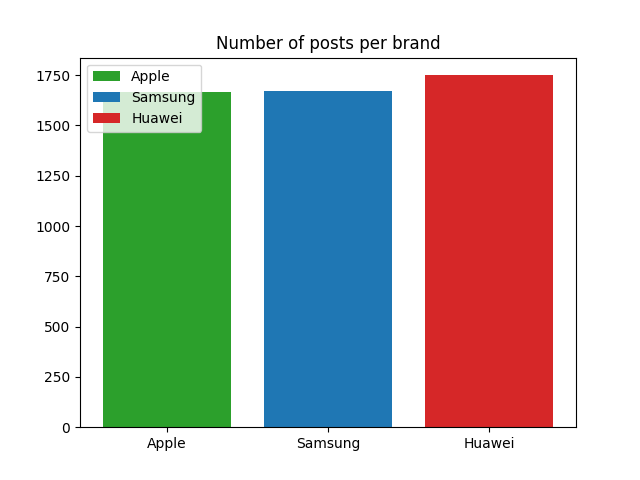 Number of posts per brand
Apple
Samsung
Huawei
1750
1500
1250
1000
750
500
250
0
Apple Samsung Huawei